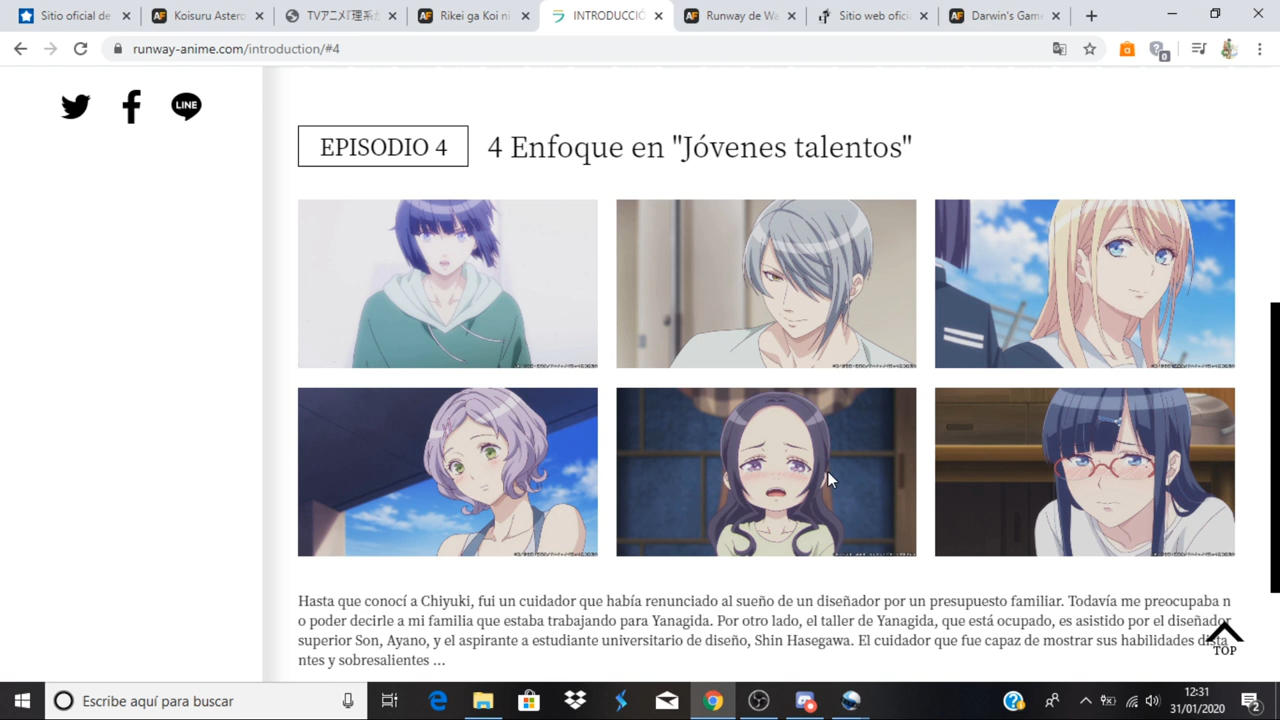 Sitio oficial de
Koisuru Astero
TVアニメ『理系が
Rikei ga Koi ni
INTRODUCCIÓ
Runway de Wa
Sitio web ofici
Darwin's Game
runway-anime.com/introduction/#4
0
LINE
EPISODIO 4
4 Enfoque en "Jóvenes talentos"
Hasta que conocí a Chiyuki, fui un cuidador que había renunciado al sueño de un diseñador por un presupuesto familiar. Todavía me preocupaba n
o poder decirle a mi familia que estaba trabajando para Yanagida. Por otro lado, el taller de Yanagida, que está ocupado, es asistido por el diseñador
superior Son, Ayano, y el aspirante a estudiante universitario de diseño, Shin Hasegawa. El cuidador que fue capaz de mostrar sus habilidades dista
ntes y sobresalientes ...
TOP
Escribe aquí para buscar
12:31
31/01/2020
2